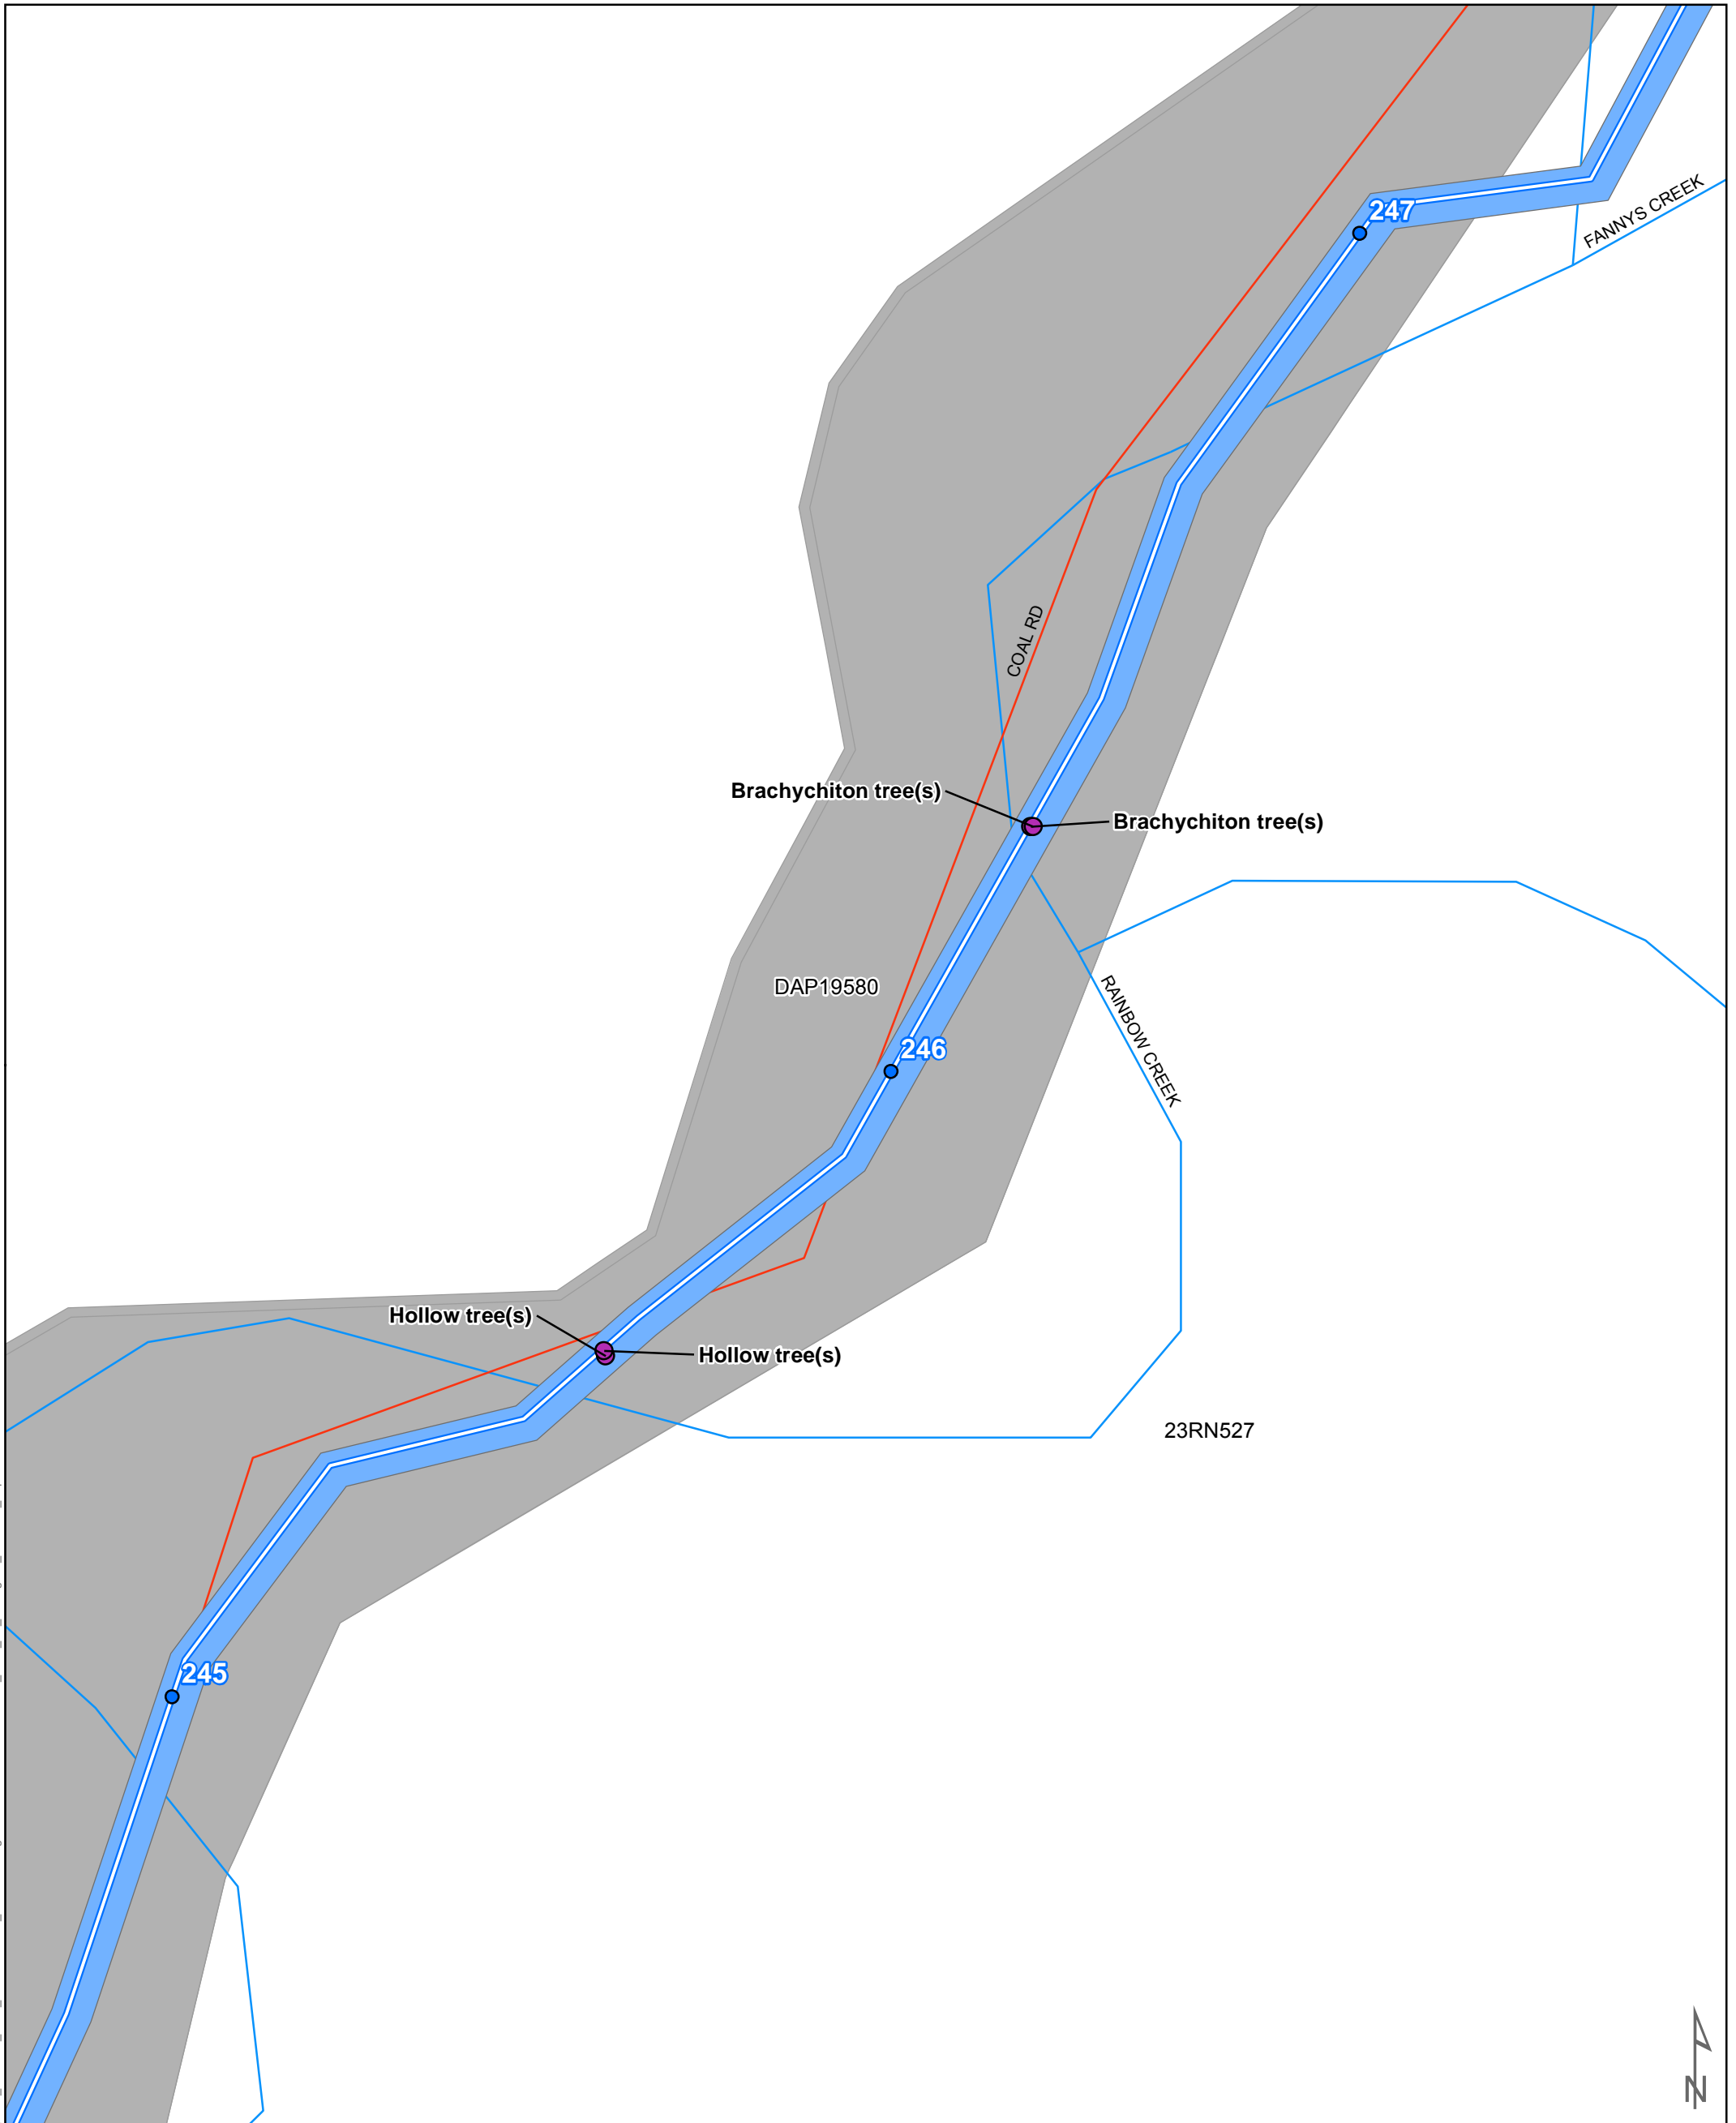 247
FANNYS CREEK
COAL RD
Brachychiton tree(s)
Brachychiton tree(s)
DAP19580
RAINBOW CREEK
246
Hollow tree(s)
Hollow tree(s)
23RN527
245
N